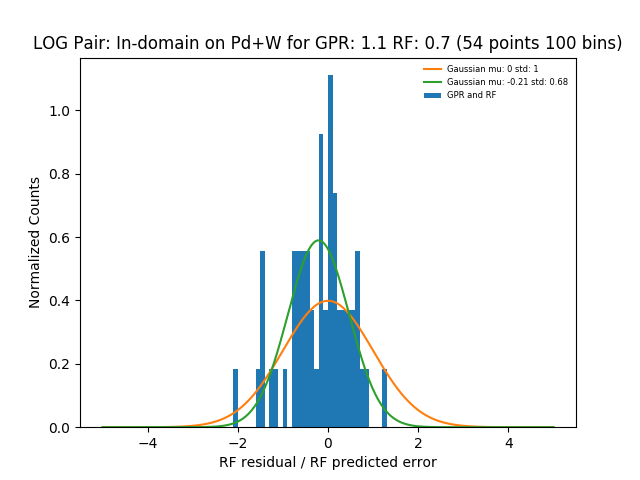 LOG Pair: In-domain on Pd+W for GPR: 1.1 RF: 0.7 (54 points 100 bins)
Gaussian mu: 0 std: 1
Gaussian mu: -0.21 std: 0.68
GPR and RF
Normalized Counts
1.0
0.8
0.6
0.4
0.2
0.0
−4 −2 0 2 4
RF residual / RF predicted error